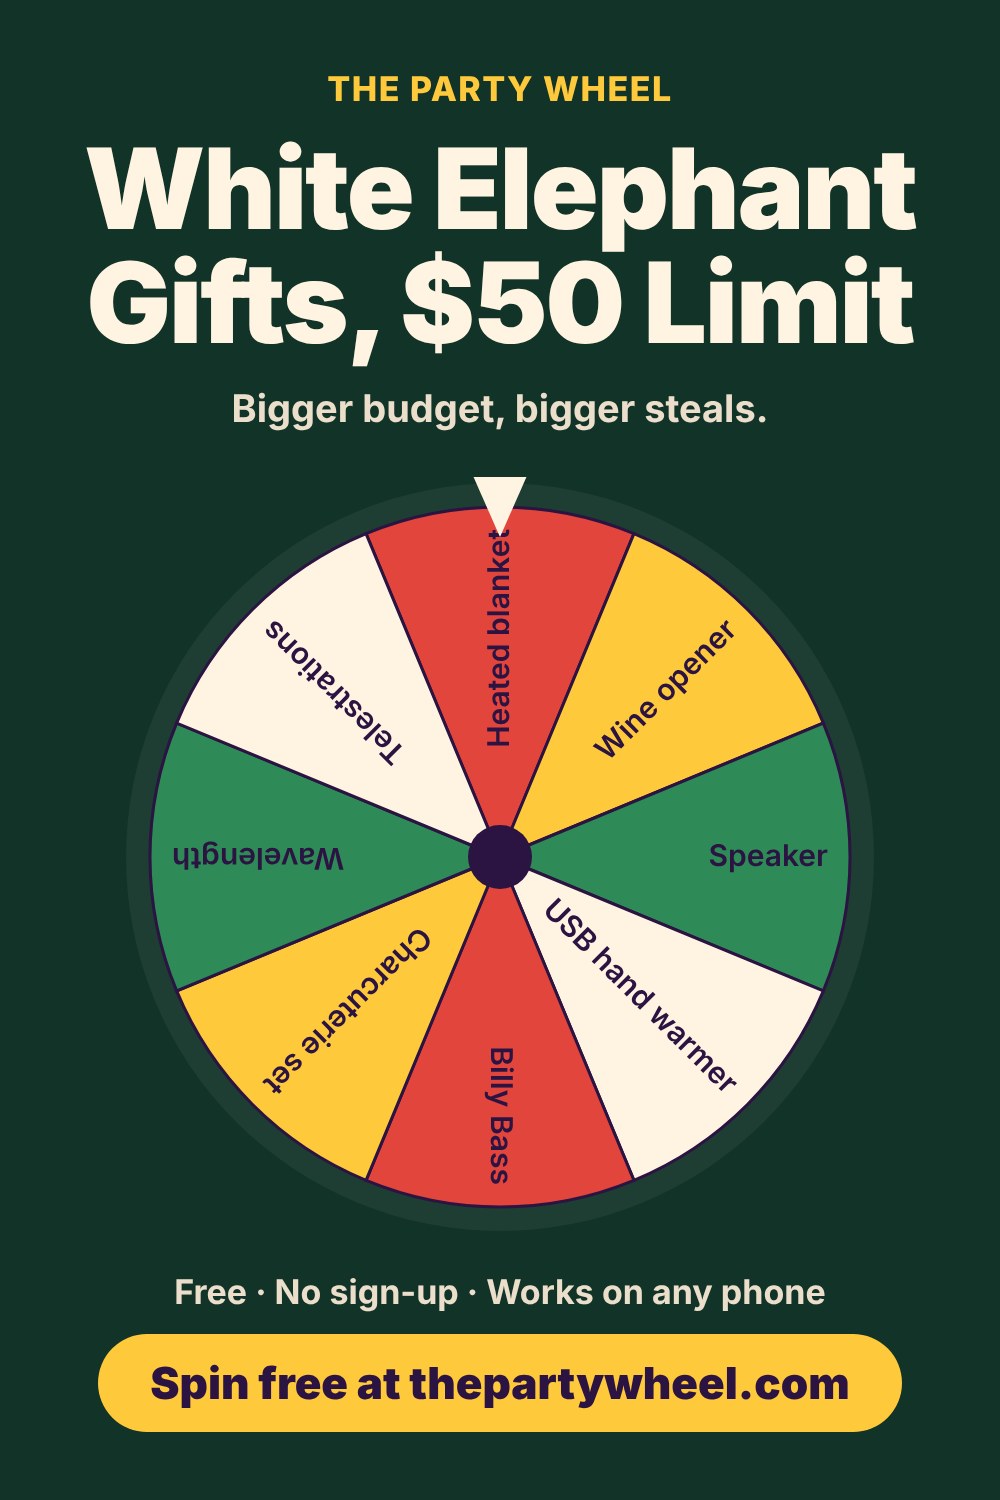 THE PARTY WHEEL
White Elephant
Gifts, $50 Limit
Bigger budget, bigger steals.
Heated blanket
Wine opener
Speaker
USB hand warmer
Billy Bass
Charcuterie set
Wavelength
Telestrations
Free · No sign-up · Works on any phone
Spin free at thepartywheel.com